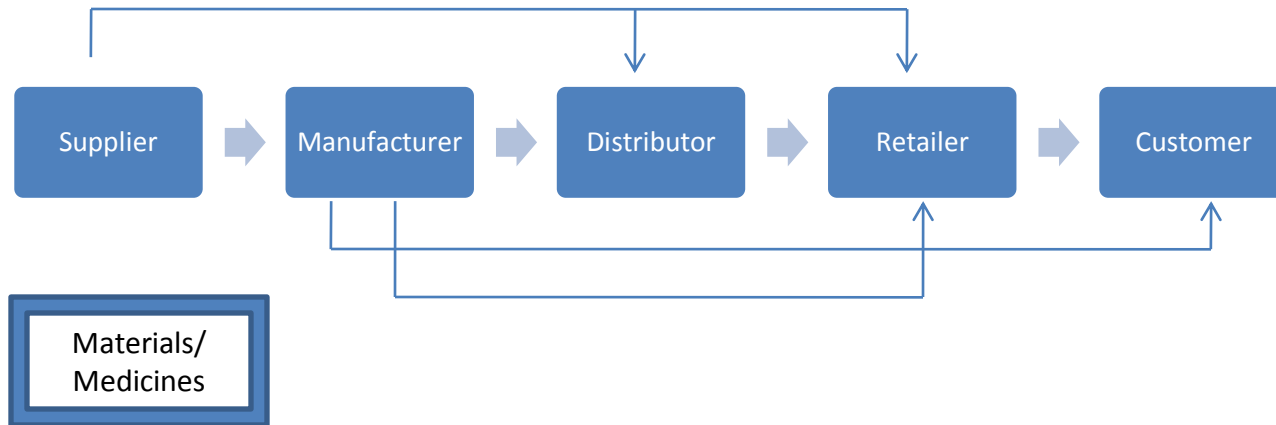 Supplier
Manufacturer
Distributor
Retailer
Customer
Materials/
Medicines